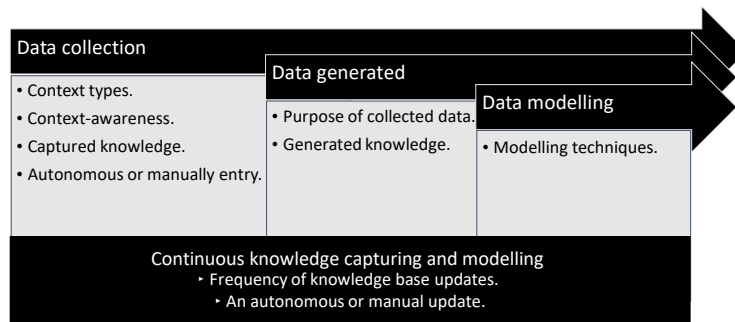 Data collection
• Context types.
• Context-awareness.
• Captured knowledge.
• Autonomous or manually entry.
Data generated
• Purpose of collected data.
• Generated knowledge.
Data modelling
• Modelling techniques.
Continuous knowledge capturing and modelling
‣ Frequency of knowledge base updates.
‣ An autonomous or manual update.